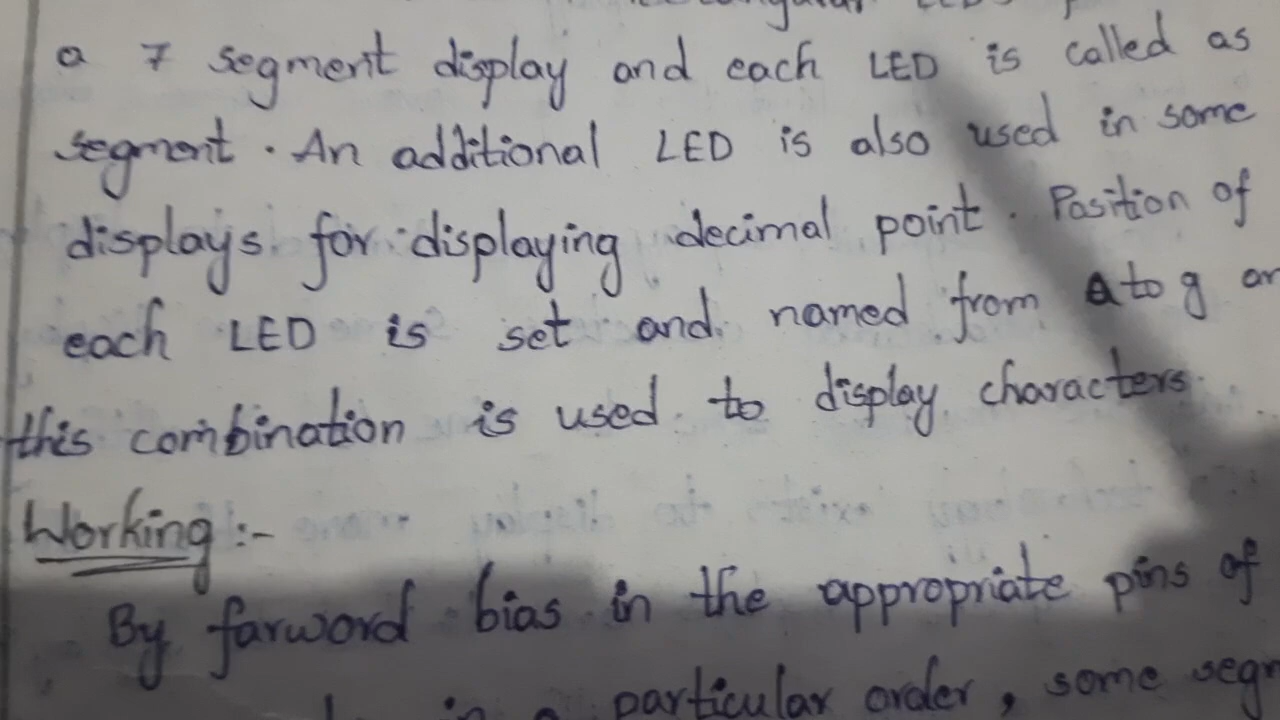 a 7 segment display and each LED is called as
segment. An additional LED is also used in some
displays for displaying decimal point. Position of
each LED is set and named from a to g
this combination is used to display characters.
Working :-
By farword bias in the appropriate pins of
in a particular order, some